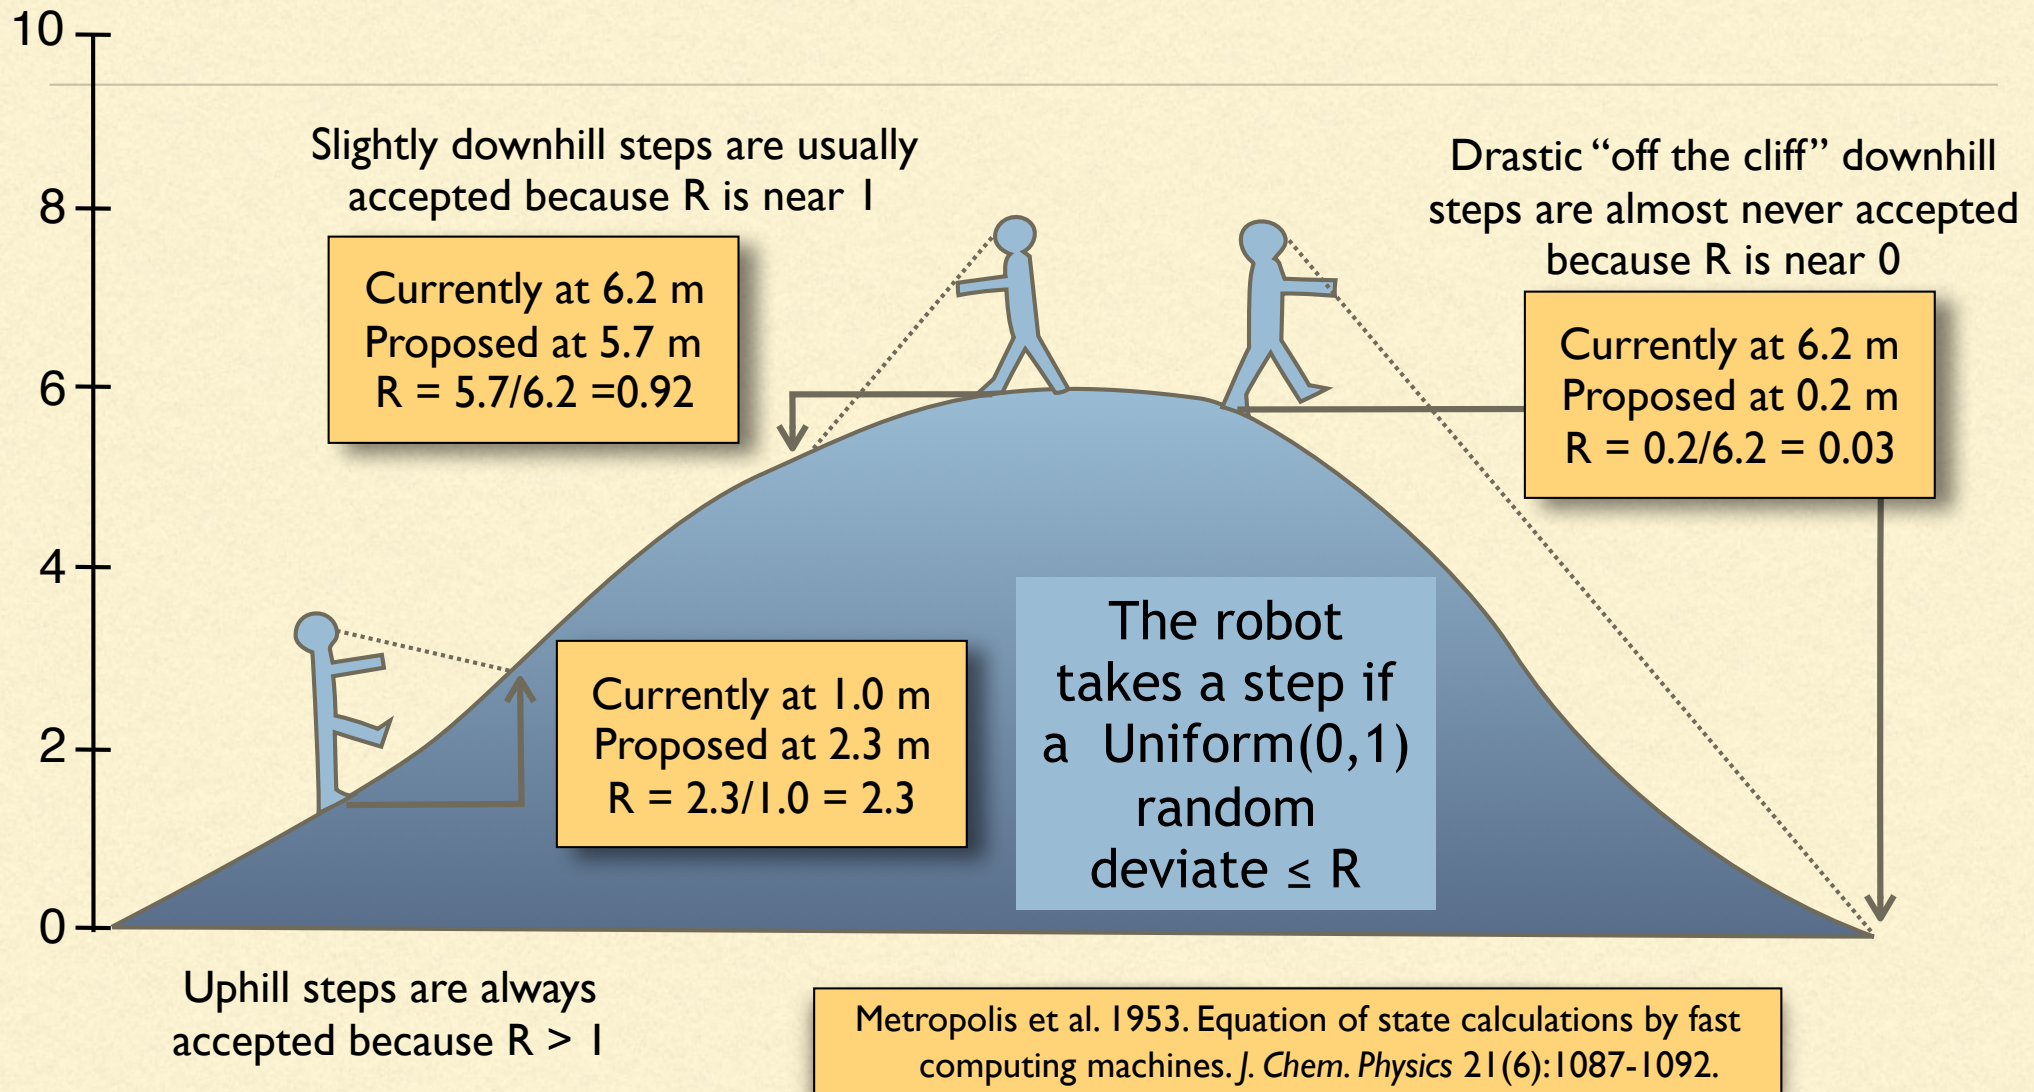 10
8
6
4
2
0
Slightly downhill steps are usually
accepted because R is near 1
Currently at 6.2 m
Proposed at 5.7 m
R = 5.7/6.2 =0.92
Drastic “off the cliff” downhill
steps are almost never accepted
because R is near 0
Currently at 6.2 m
Proposed at 0.2 m
R = 0.2/6.2 = 0.03
Currently at 1.0 m
Proposed at 2.3 m
R = 2.3/1.0 = 2.3
The robot
takes a step if
a Uniform(0,1)
random
deviate ≤ R
Uphill steps are always
accepted because R > 1
Metropolis et al. 1953. Equation of state calculations by fast
computing machines. J. Chem. Physics 21(6):1087-1092.